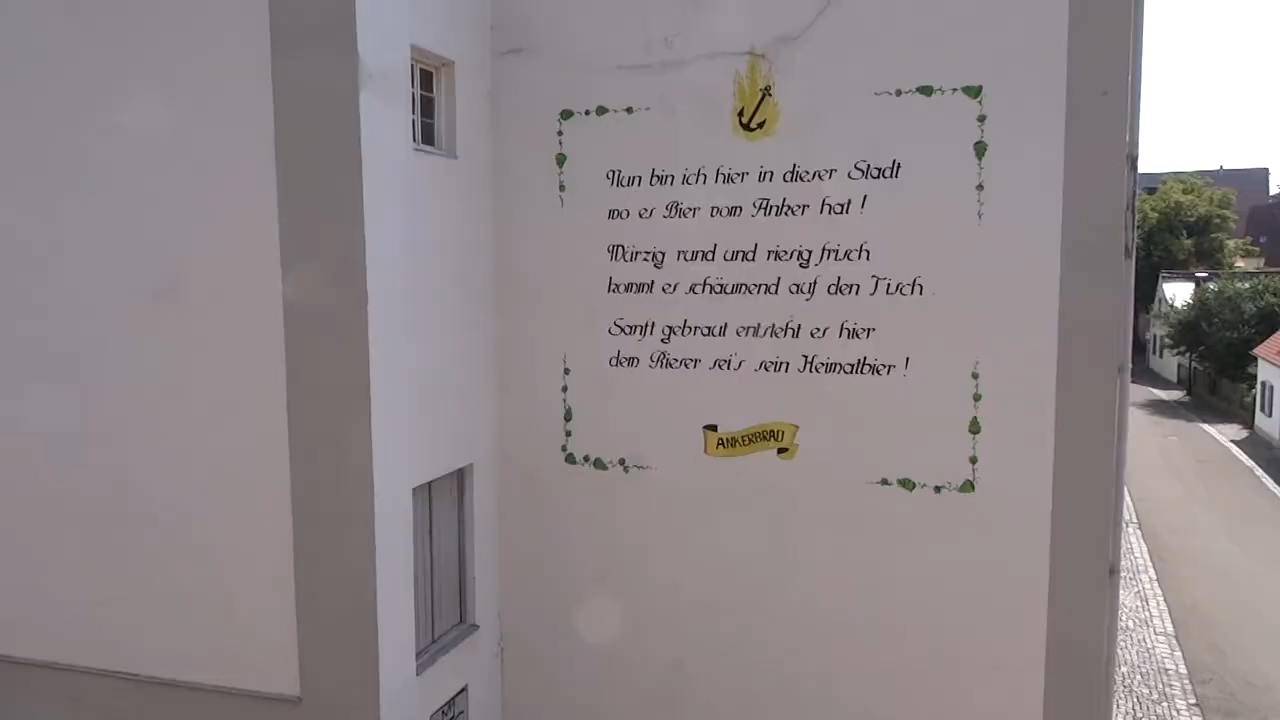 Nun bin ich hier in dieser Stadt
wo es Bier vom Anker hat !
Würzig rund und riesig frisch
kommt es schäumend auf den Tisch .
Sanft gebraut entsteht es hier
dem Rieser sei's sein Heimatbier !
ANKERBRÄU